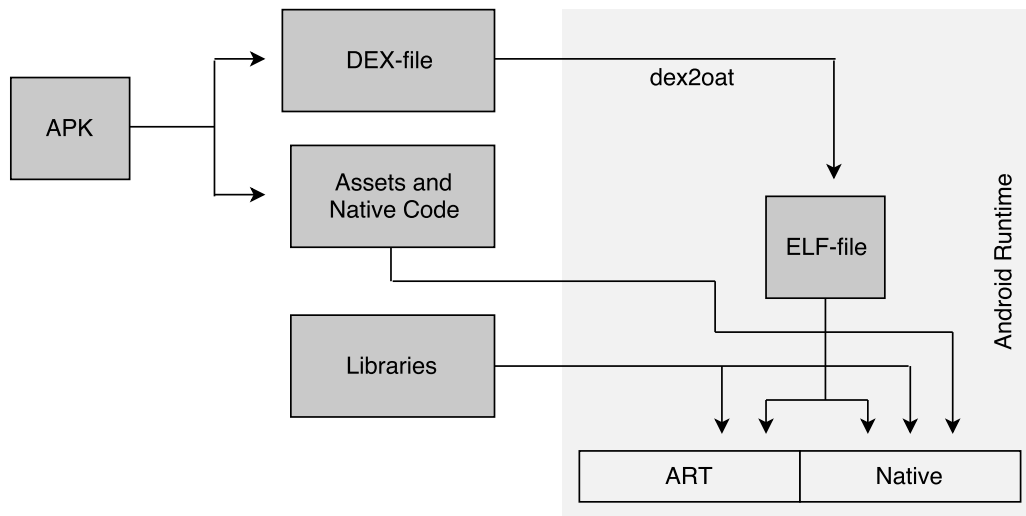 DEX-file
dex2oat
APK
Assets and
Native Code
ELF-file
Android Runtime
Libraries
ART
Native